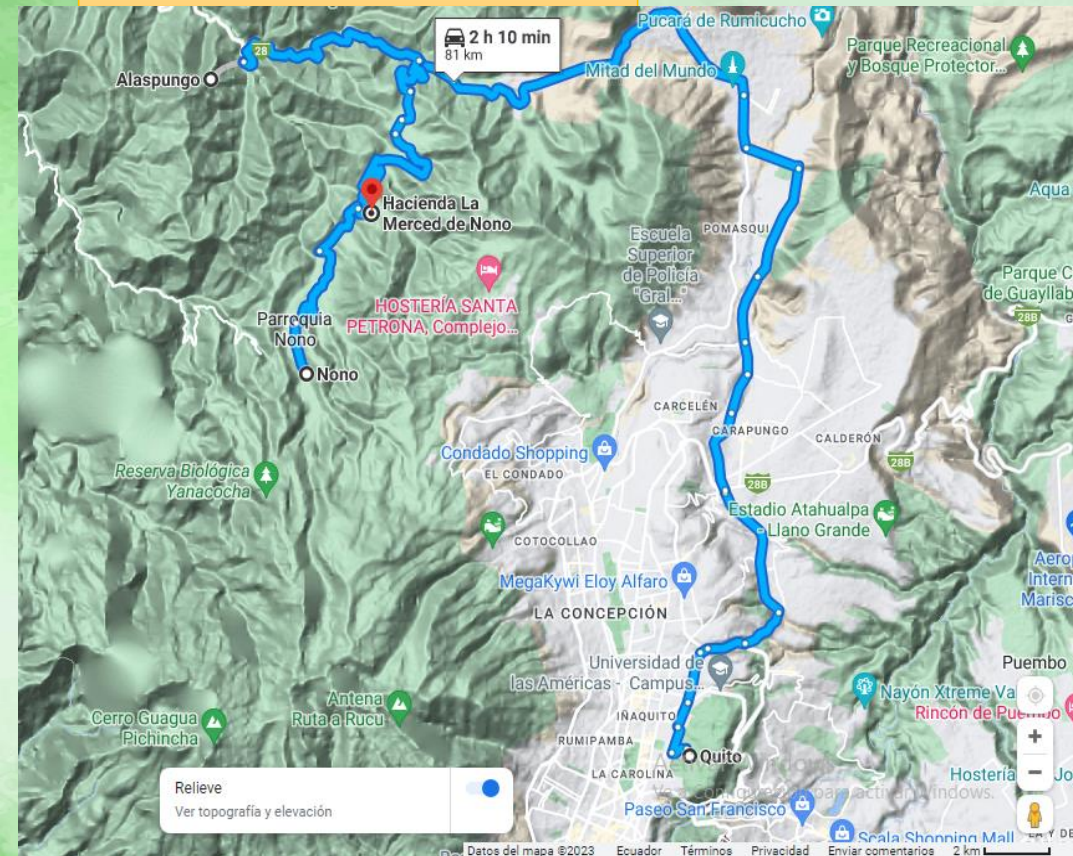 Pucará de Rumicucho
2 h 10 min
81 km
28
Parque Recreacional
y Bosque Protector...
Mitad del Mundo
Alaspungo
Aqua
Hacienda La
Merced de Nono
Escuela
Superior
de Policía
"Gral...
POMASQUI
HOSTERÍA SANTA
PETRONA, Complejo...
Parque C
de Guayllab
28B
Parroquia
Nono
Nono
CARCELÉN
CARAPUNGO
CALDERÓN
Condado Shopping
EL CONDADO
28B
Reserva Biológica
Yanacocha
28B
Estadio Atahualpa
- Llano Grande
COTOCOLLAO
MegaKywi Eloy Alfaro
Aerop
Intern
Marisc
LA CONCEPCIÓN
Universidad de
las Américas - Campus...
Puembo
Antena
Ruta a Rucu
Nayón Xtreme Va
Rincón de Puembo
Cerro Guagua
Pichincha
IÑAQUITO
RUMIPAMBA
Quito
LA CAROLINA
Relieve
Ver topografía y elevación
Hostería
Jo
para activar Windows.
Paseo San Francisco
Scala Shopping Mall
Datos del mapa ©2023 Ecuador Términos Privacidad Enviar comentarios 2 km